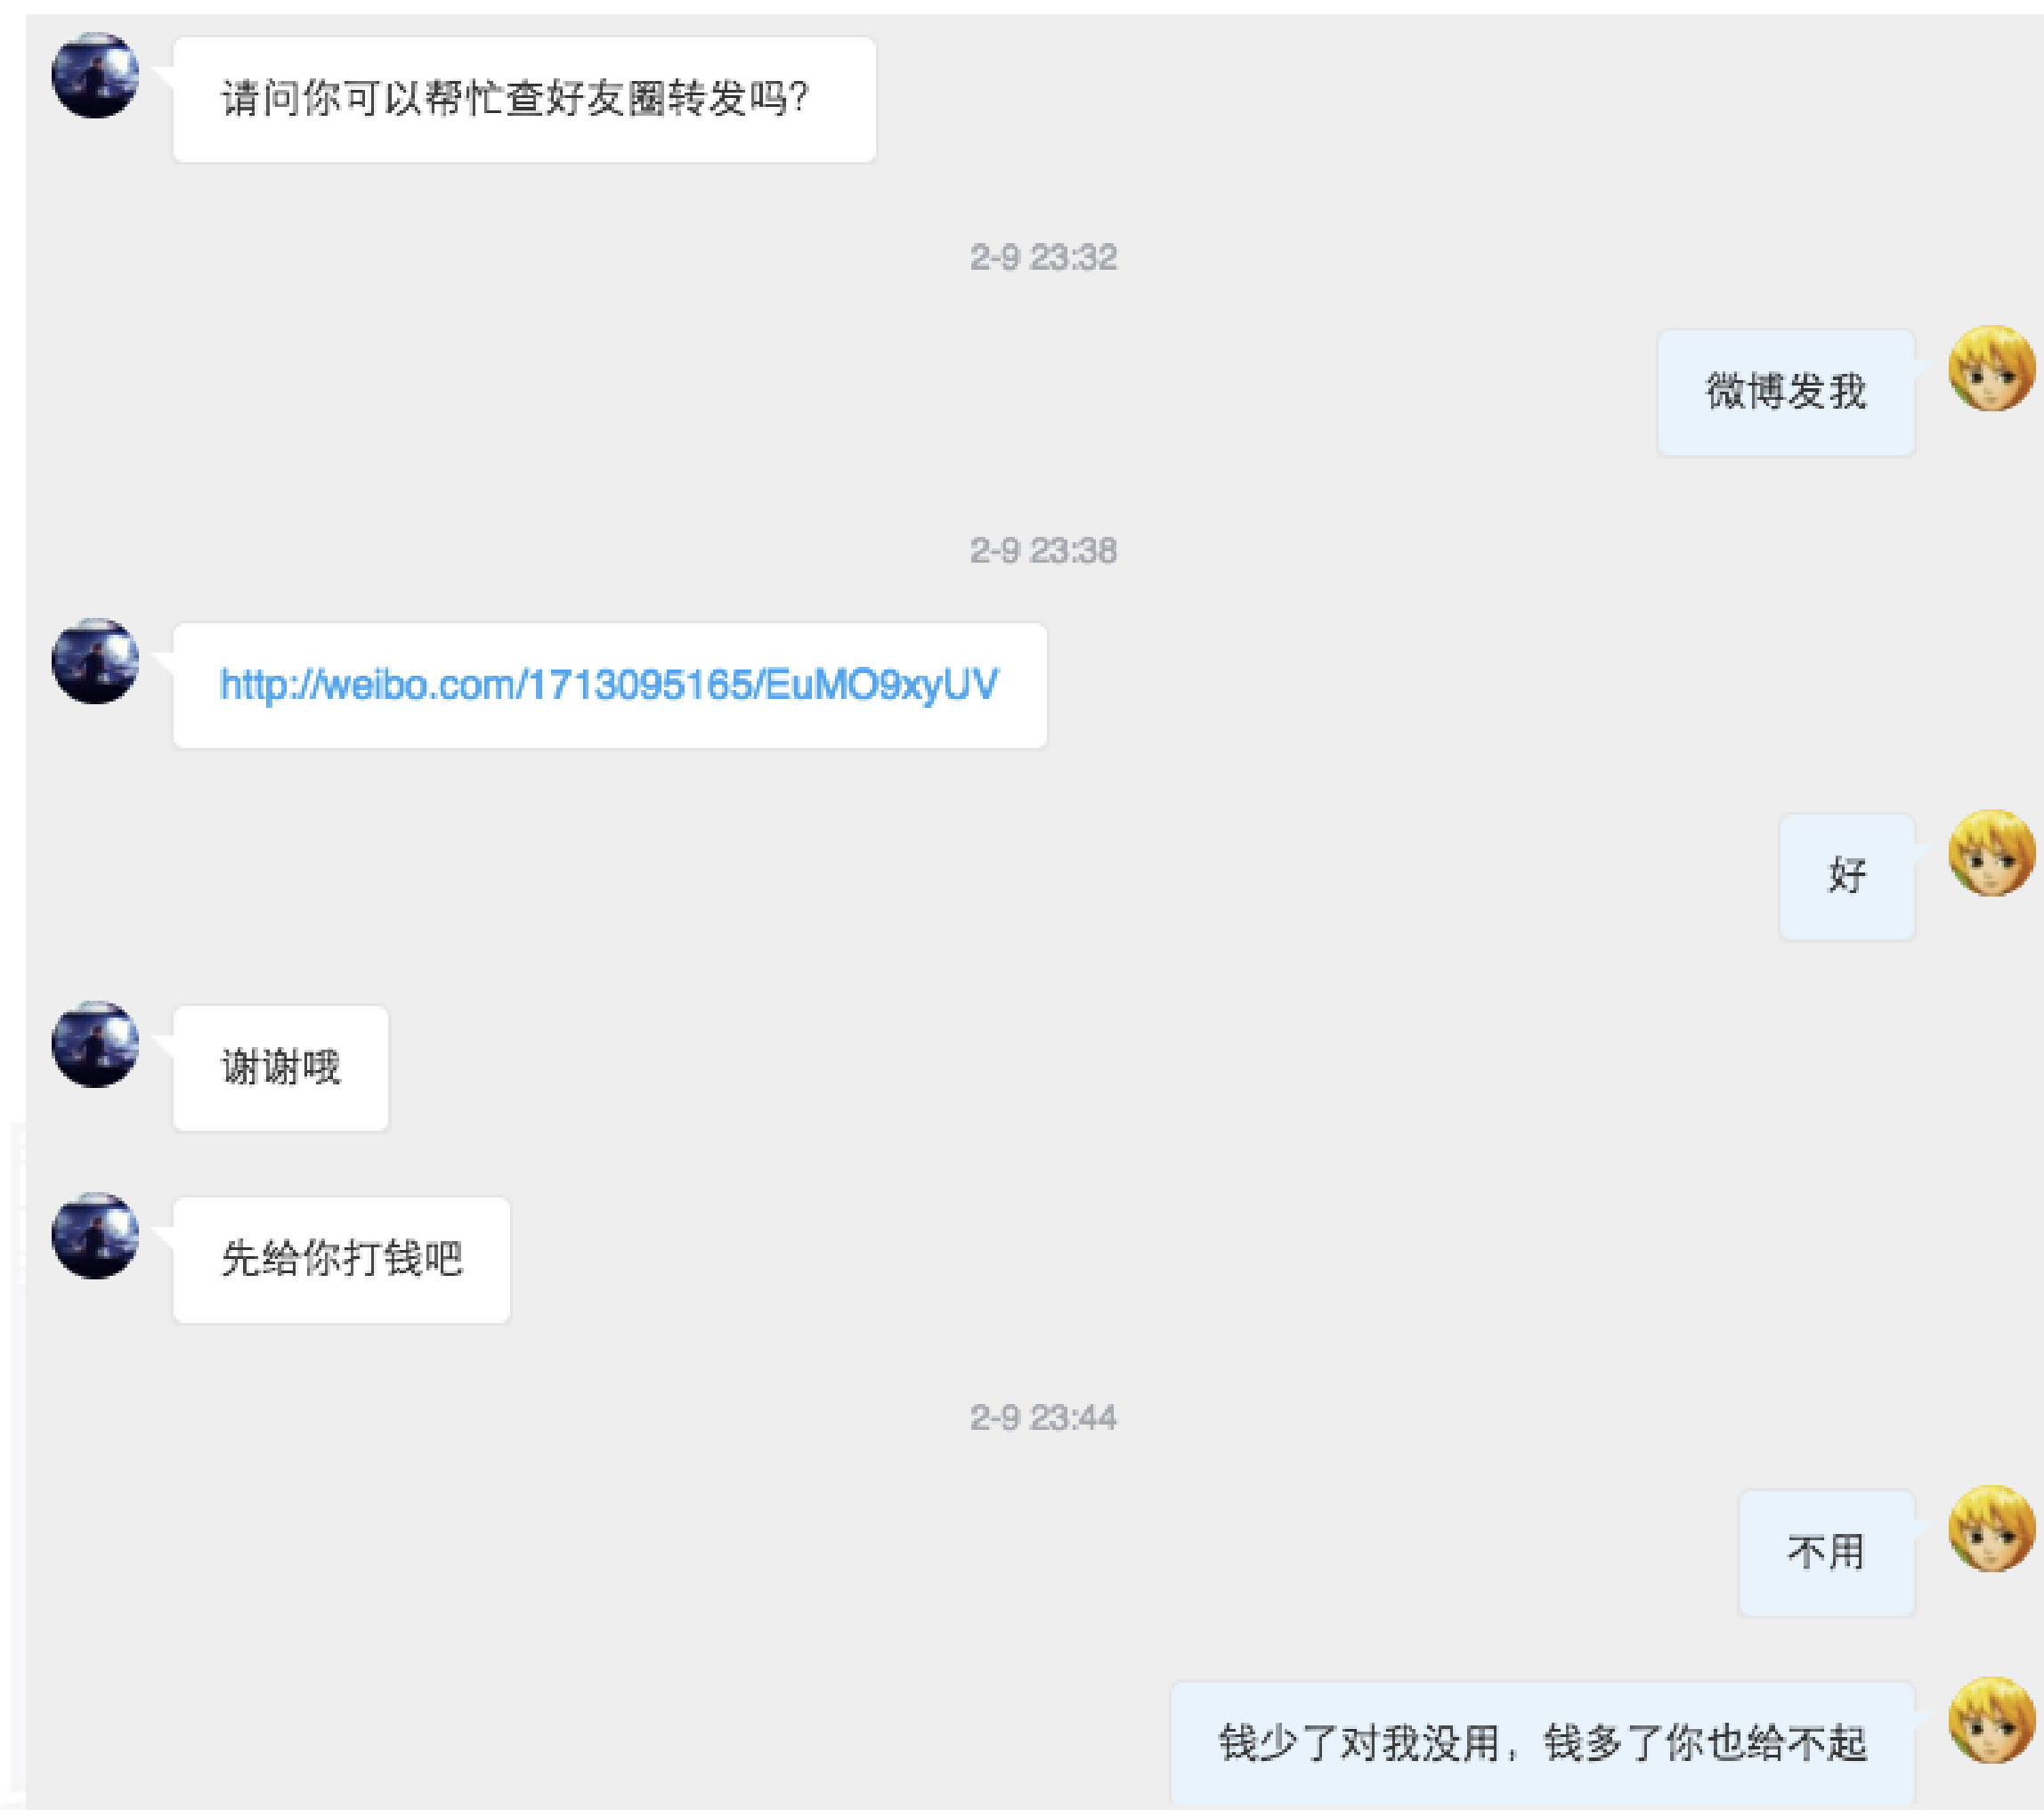 请问你可以帮忙查好友圈转发吗？
2-9 23:32
微博发我
2-9 23:38
http://weibo.com/1713095165/EuMO9xyUV
好
谢谢哦
先给你打钱吧
2-9 23:44
不用
钱少了对我没用，钱多了你也给不起